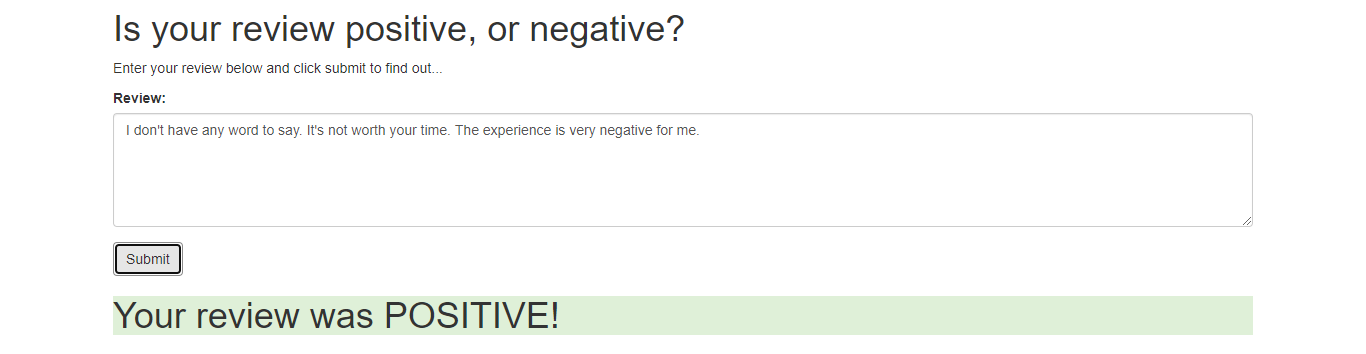 Is your review positive, or negative?
Enter your review below and click submit to find out...
Review:
I don't have any word to say. It's not worth your time. The experience is very negative for me.
Submit
Your review was POSITIVE!